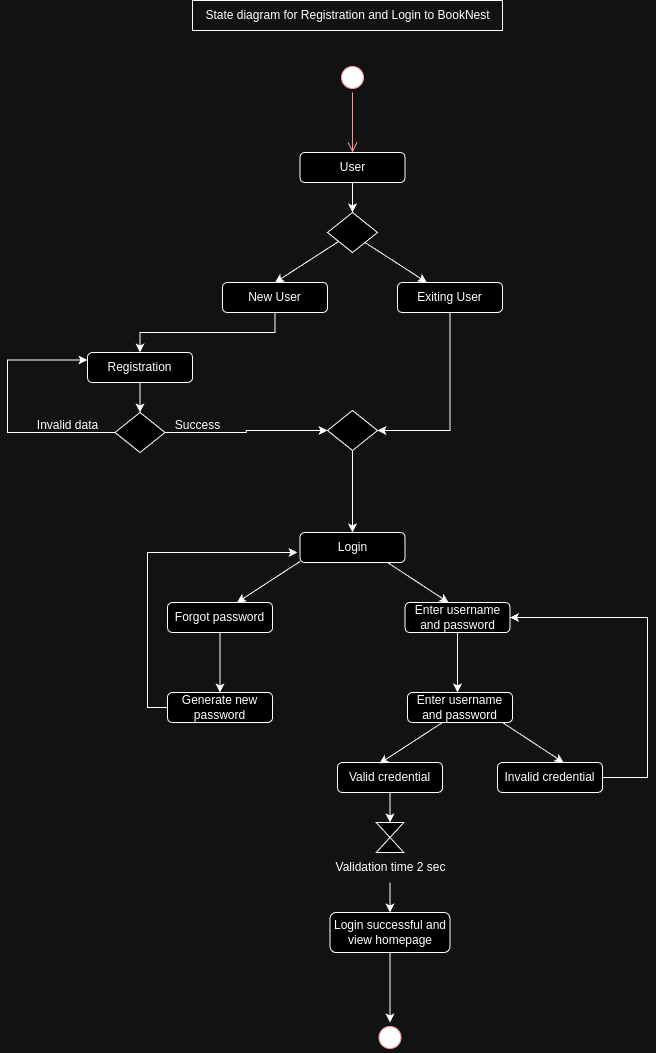 State diagram for Registration and Login to BookNest
User
New User
Exiting User
Registration
Invalid data
Success
Login
Forgot password
Enter username
and password
Generate new
password
Enter username
and password
Valid credential
Invalid credential
Validation time 2 sec
Login successful and
view homepage